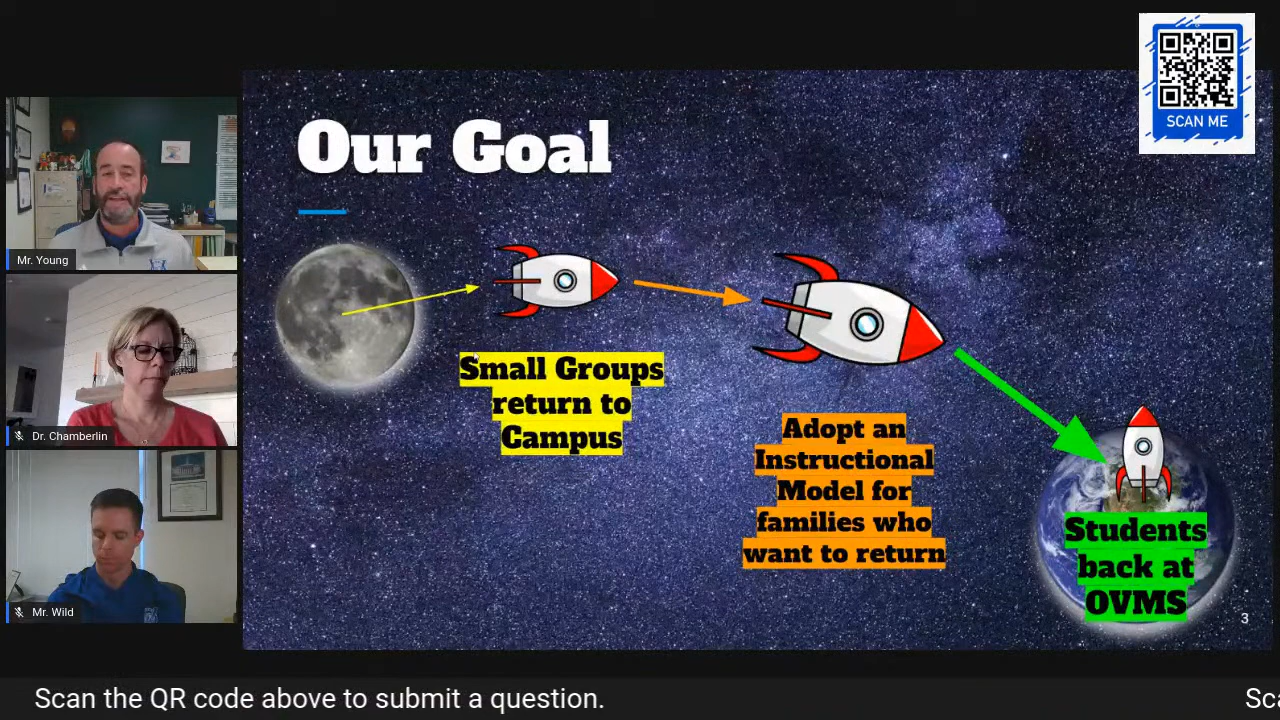 SCAN ME
Our Goal
Mr. Young
Dr. Chamberlin
Mr. Wild
Small Groups
return to
Campus
Adopt an
Instructional
Model for
families who
want to return
Students
back at
OVMS
3
Scan the QR code above to submit a question.
Sca